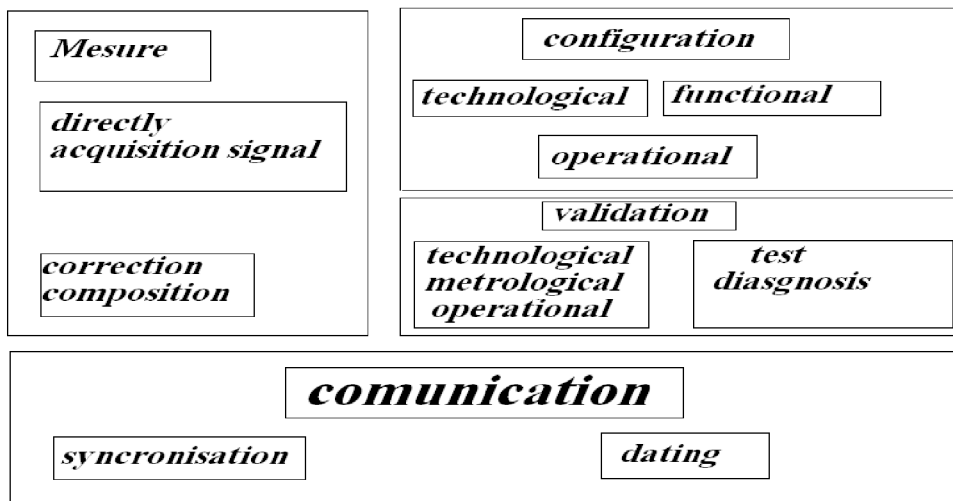 Mesure
directly
acquisition signal
correction
composition
configuration
technological
functional
operational
validation
technological
metrological
operational
test
diasgnosis
comunication
syncronisation
dating